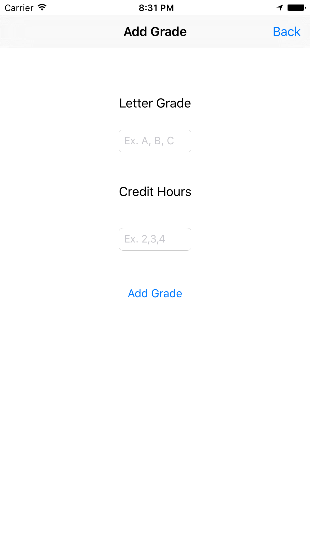 Carrier 8:31 PM
Add Grade Back
Letter Grade
Ex. A, B, C
Credit Hours
Ex. 2,3,4
Add Grade